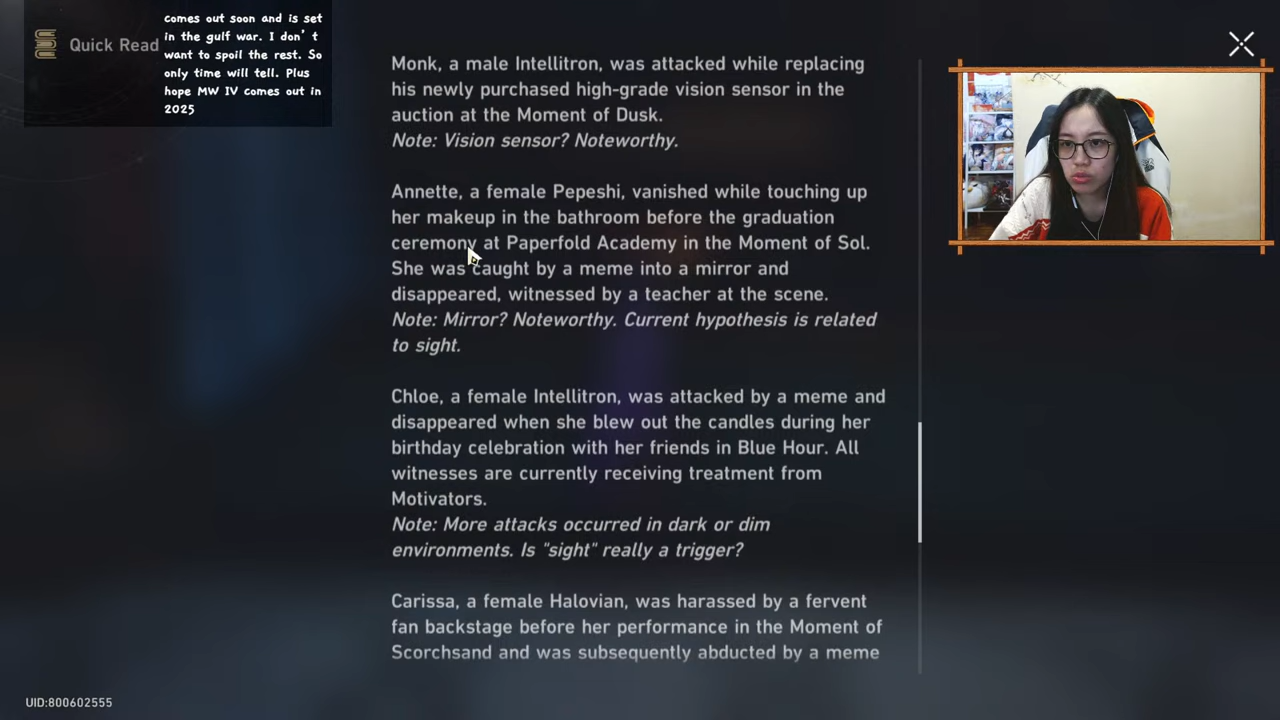 comes out soon and is set
in the gulf war. I don't
want to spoil the rest. So
only time will tell. Plus
hope MW IV comes out in
2025
Quick Read
Monk, a male Intellitron, was attacked while replacing
his newly purchased high-grade vision sensor in the
auction at the Moment of Dusk.
Note: Vision sensor? Noteworthy.
Annette, a female Pepeshi, vanished while touching up
her makeup in the bathroom before the graduation
ceremony at Paperfold Academy in the Moment of Sol.
She was caught by a meme into a mirror and
disappeared, witnessed by a teacher at the scene.
Note: Mirror? Noteworthy. Current hypothesis is related
to sight.
Chloe, a female Intellitron, was attacked by a meme and
disappeared when she blew out the candles during her
birthday celebration with her friends in Blue Hour. All
witnesses are currently receiving treatment from
Motivators.
Note: More attacks occurred in dark or dim
environments. Is "sight" really a trigger?
Carissa, a female Halovian, was harassed by a fervent
fan backstage before her performance in the Moment of
Scorchsand and was subsequently abducted by a meme
UID:800602555